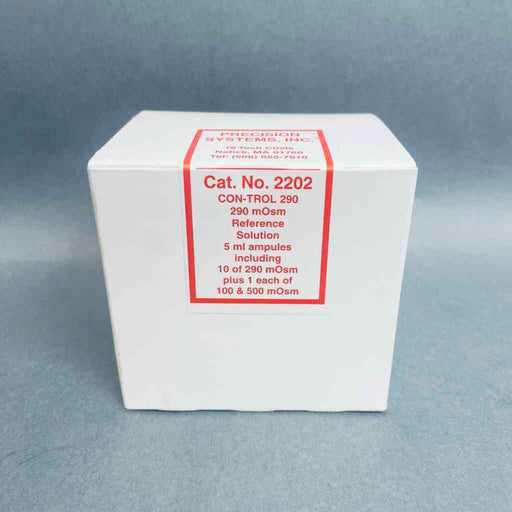 PRECISION
SYSTEMS, INC.™
16 Tech Circle
Natick, MA 01760
Tel: (508) 655-7010
Cat. No. 2202
CON-TROL 290
290 mOsm
Reference
Solution
5 ml ampules
including
10 of 290 mOsm
plus 1 each of
100 & 500 mOsm